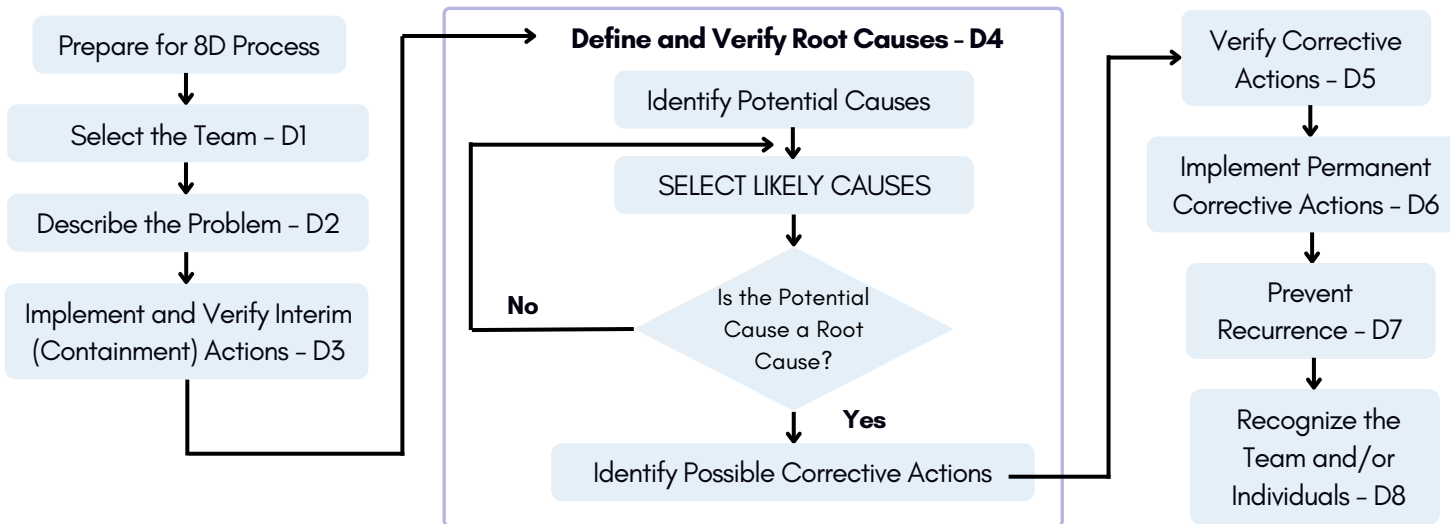 Prepare for 8D Process
Select the Team - D1
Describe the Problem - D2
Implement and Verify Interim
(Containment) Actions - D3
Define and Verify Root Causes - D4
Identify Potential Causes
SELECT LIKELY CAUSES
Is the Potential
Cause a Root
Cause?
No
Yes
Identify Possible Corrective Actions
Verify Corrective
Actions - D5
Implement Permanent
Corrective Actions - D6
Prevent
Recurrence - D7
Recognize the
Team and/or
Individuals - D8